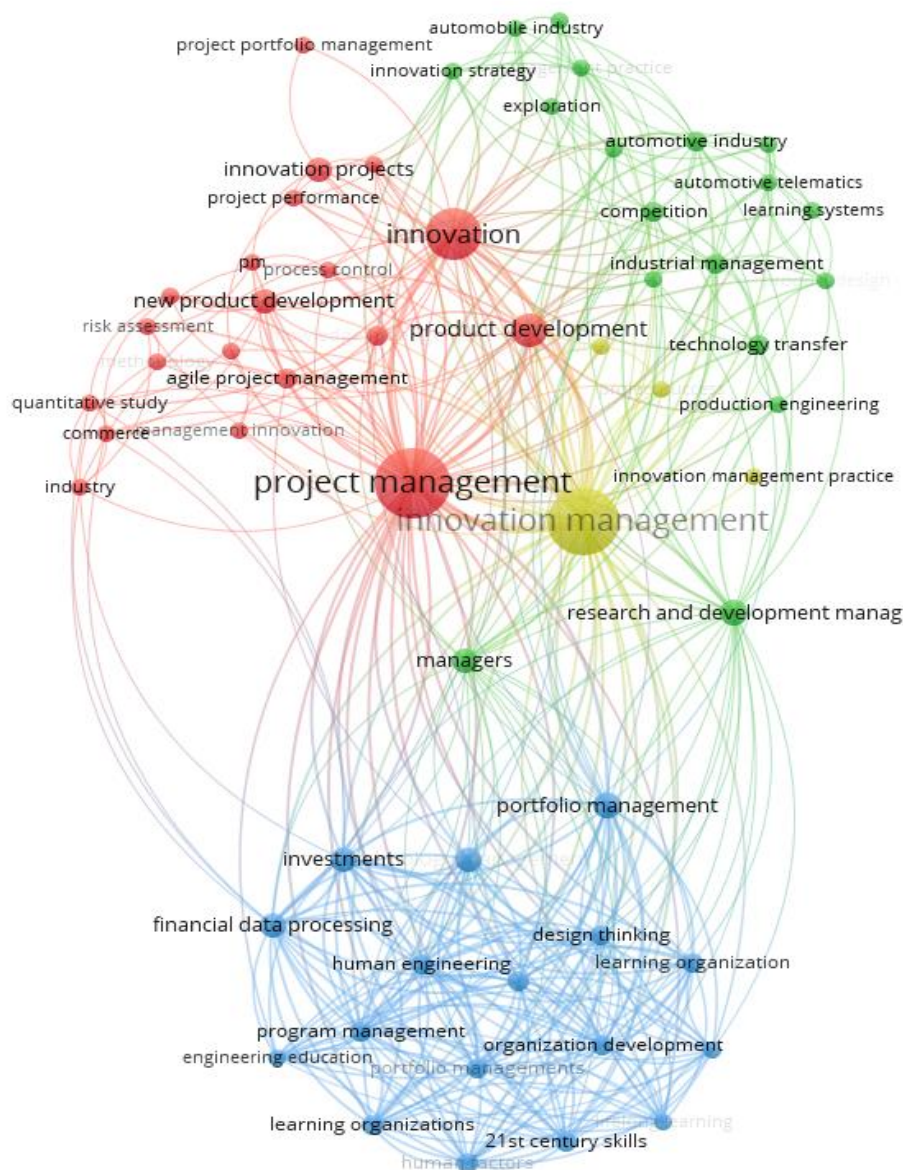 automobile industry
project portfolio management
innovation strategy
exploration
automotive industry
innovation projects
automotive telematics
project performance
competition
learning systems
innovation
pm
process control
industrial management
new product development
risk assessment
product development
technology transfer
methodology
agile project management
quantitative study
production engineering
commerce
management innovation
innovation management practice
industry
project management
innovation management
research and development manag
managers
portfolio management
investments
financial data processing
design thinking
human engineering
learning organization
program management
organization development
engineering education
portfolio managements
learning organizations
21st century skills
human factors